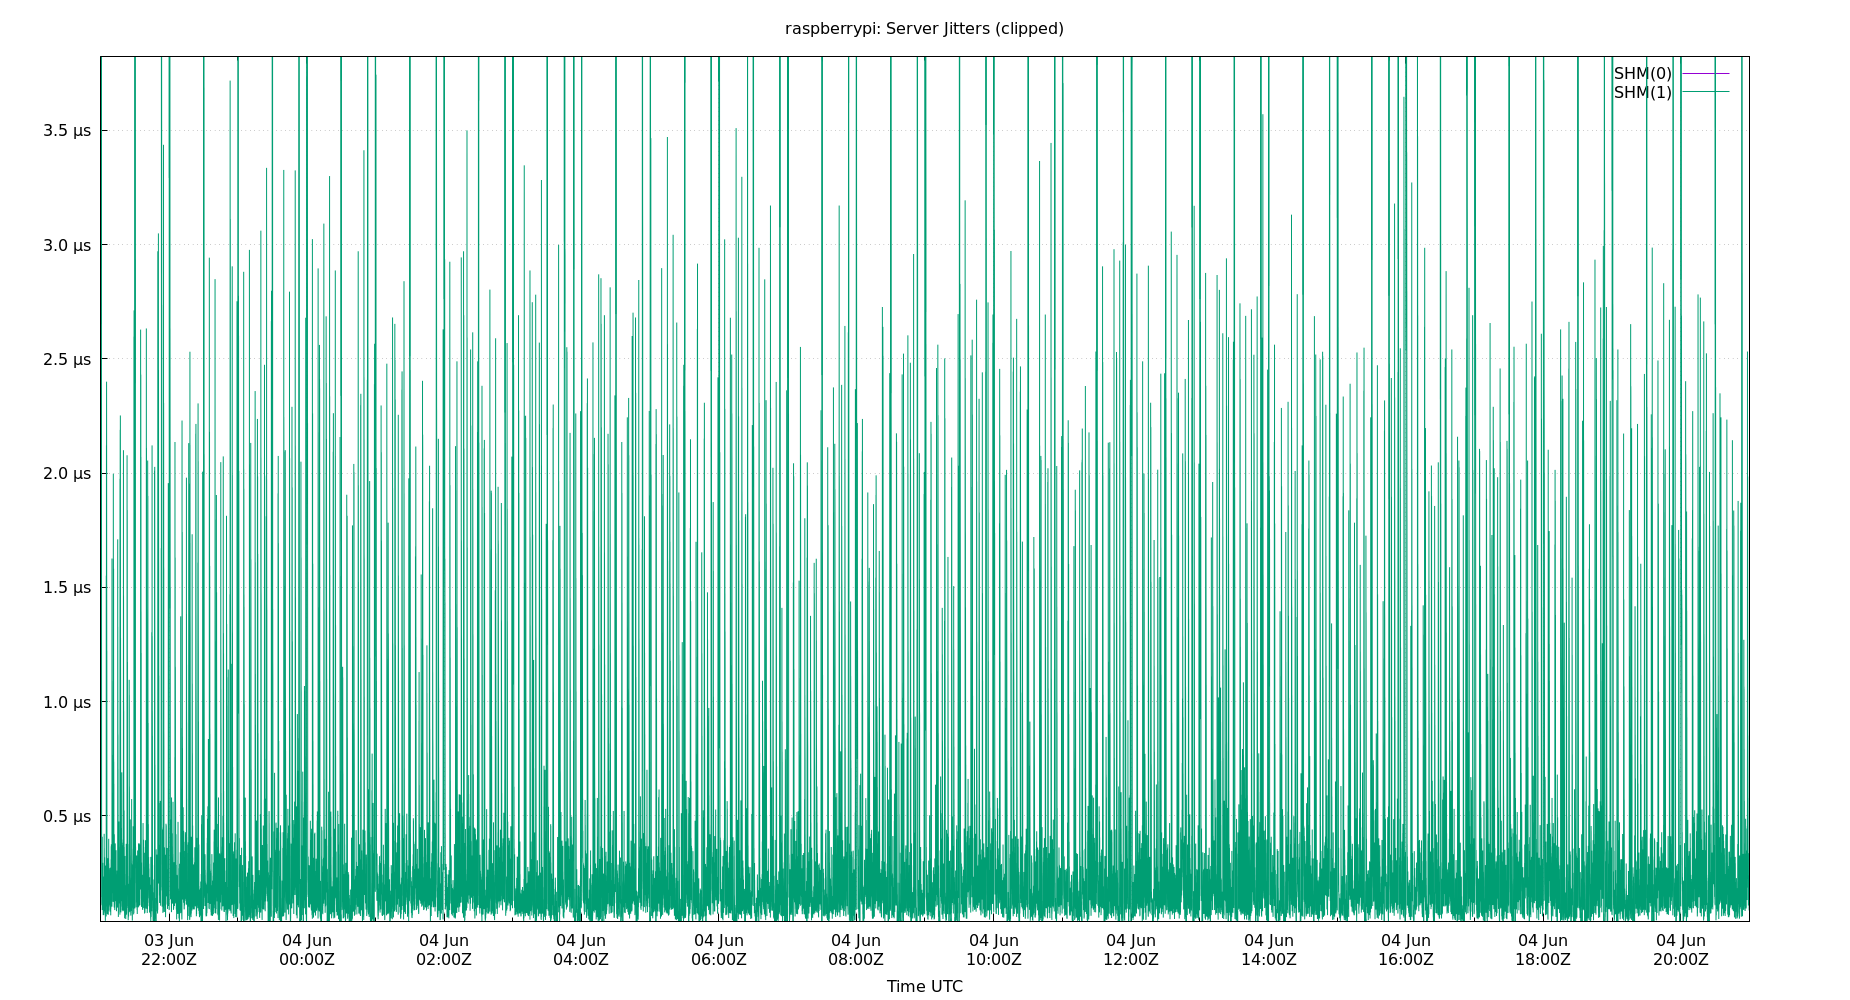 raspberrypi: Server Jitters (clipped)
SHM(0)
SHM(1)
3.5 µs
3.0 µs
2.5 µs
2.0 µs
1.5 µs
1.0 µs
0.5 µs
03 Jun 04 Jun 04 Jun 04 Jun 04 Jun 04 Jun 04 Jun 04 Jun 04 Jun 04 Jun 04 Jun 04 Jun
22:00Z 00:00Z 02:00Z 04:00Z 06:00Z 08:00Z 10:00Z 12:00Z 14:00Z 16:00Z 18:00Z 20:00Z
Time UTC